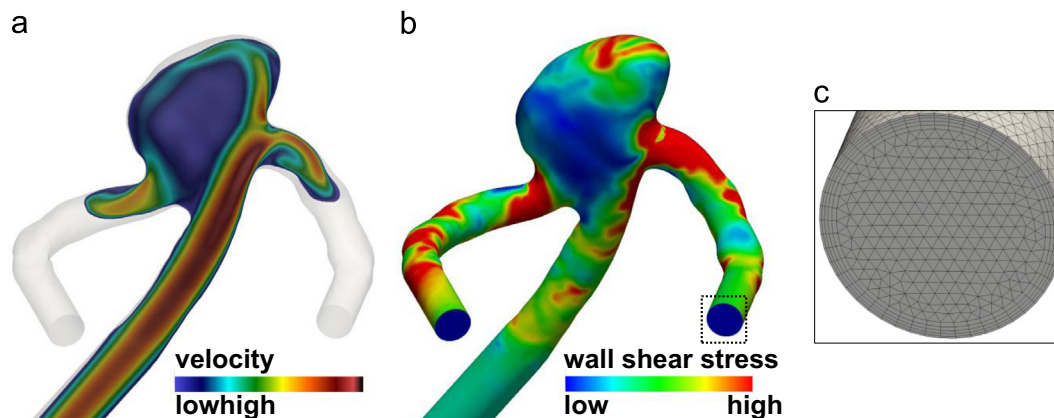 a
b
c
velocity
lowhigh
wall shear stress
low high